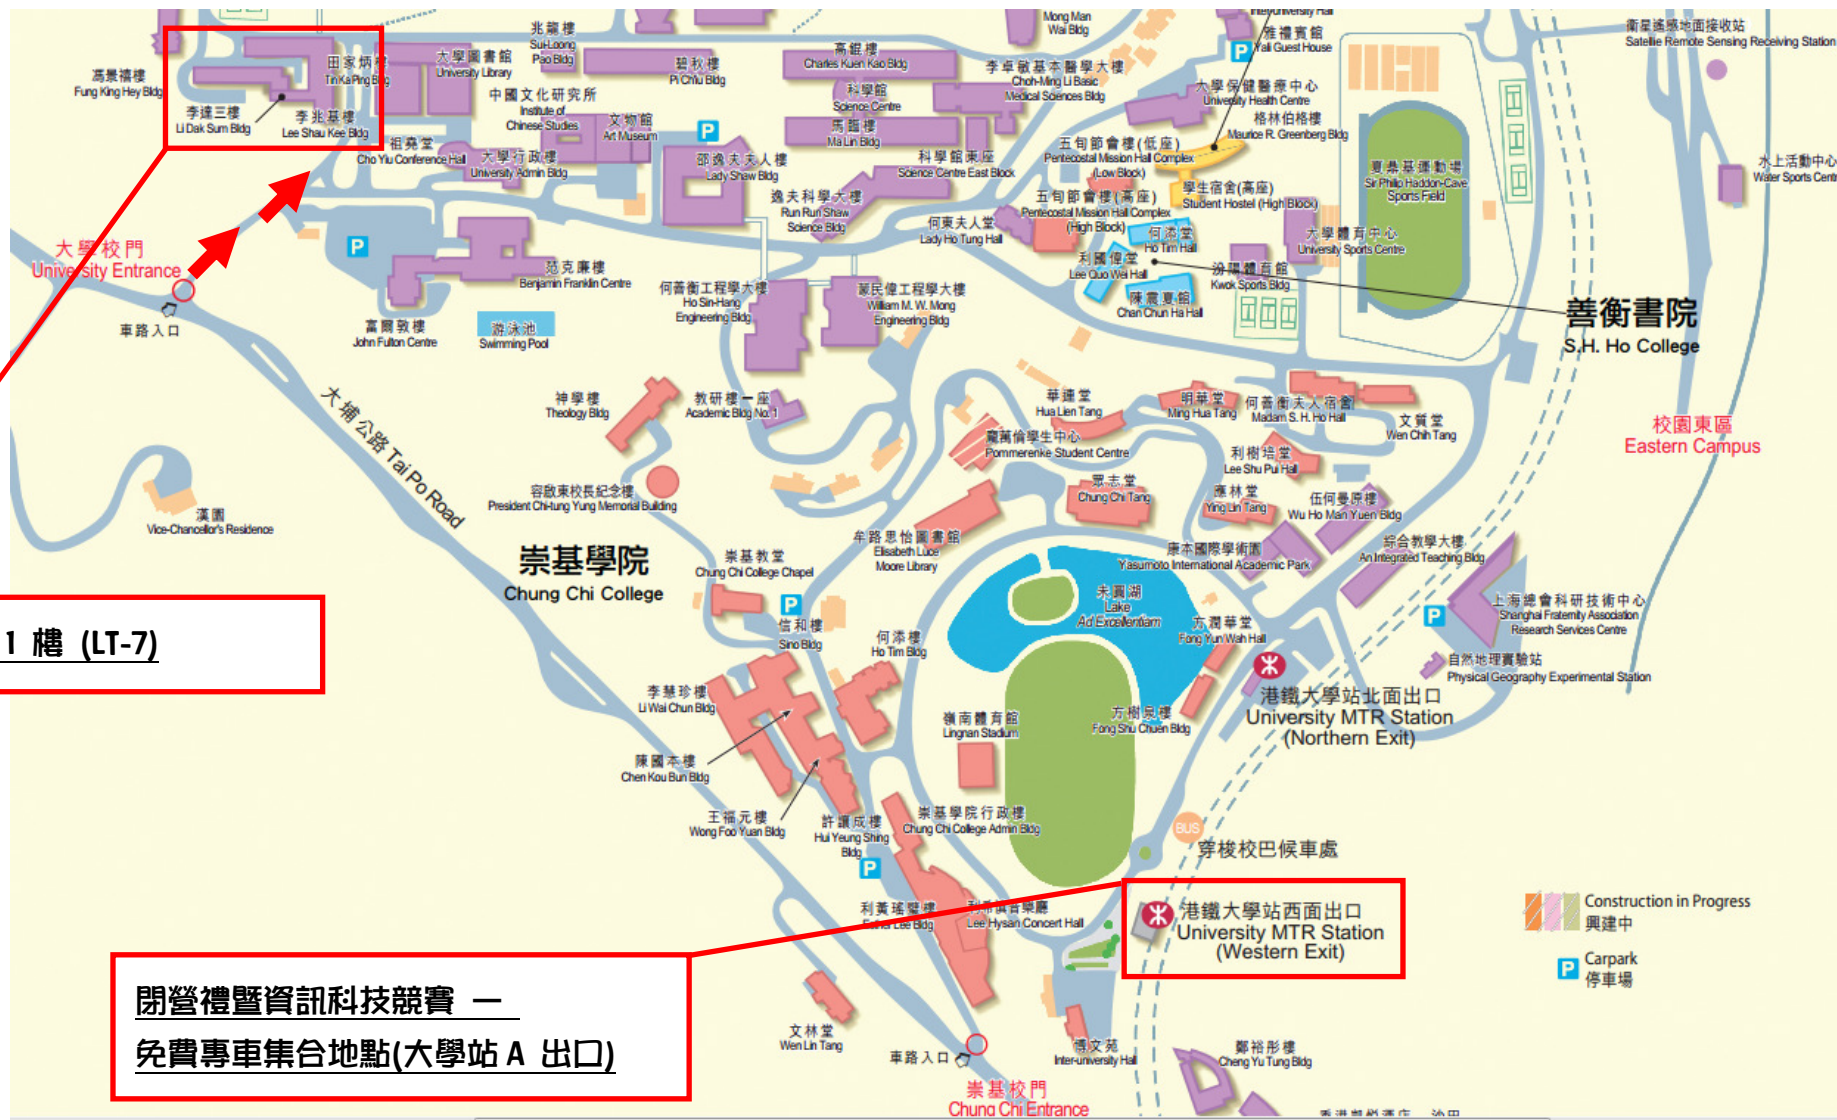 兆龍樓
Sui-Loong
Pao Bldg
Mong Man
Wai Bldg
雅禮賓館
Yali Guest House
衛星遙感地面接收站
Satellie Remote Sensing Receiving Station
馮景禧樓
Fung King Hey Bldg
田家炳樓
Tin Ka Ping Bldg
大學圖書館
University Library
碧秋樓
Pi Ch'iu Bldg
高錕樓
Charles Kuen Kao Bldg
李卓敏基本醫學大樓
Choh-Ming Li Basic
Medical Sciences Bldg
大學保健醫療中心
University Health Centre
李達三樓
Li Dak Sum Bldg
李兆基樓
Lee Shau Kee Bldg
中國文化研究所
Institute of
Chinese Studies
文物館
Art Museum
科學館
Science Centre
馬臨樓
Ma Lin Bldg
格林伯格樓
Maurice R. Greenberg Bldg
祖堯堂
Cho Yiu Conference Hall
大學行政樓
University Admin Bldg
邵逸夫夫人樓
Lady Shaw Bldg
科學館東座
Science Centre East Block
五旬節會樓(低座)
Pentecostal Mission Hall Complex
(Low Block)
夏鼎基運動場
Sir Philip Haddon-Cave
Sports Field
水上活動中心
Water Sports Centr
逸夫科學大樓
Run Run Shaw
Science Bldg
五旬節會樓(高座)
Pentecostal Mission Hall Complex
(High Block)
學生宿舍(高座)
Student Hostel (High Block)
何東夫人堂
Lady Ho Tung Hall
何添堂
Ho Tim Hall
大學體育中心
University Sports Centre
大學校門
University Entrance
車路入口
范克廉樓
Benjamin Franklin Centre
何善衡工程學大樓
Ho Sin-Hang
Engineering Bldg
蒙民偉工程學大樓
William M. W. Mong
Engineering Bldg
利國偉堂
Lee Quo Wei Hall
汾陽體育館
Kwok Sports Bldg
陳震夏館
Chan Chun Ha Hall
善衡書院
S.H. Ho College
富爾敦樓
John Fulton Centre
游泳池
Swimming Pool
大埔公路 Tai Po Road
神學樓
Theology Bldg
教研樓一座
Academic Bldg No. 1
華連堂
Hua Lien Tang
明華堂
Ming Hua Tang
何善衡夫人宿舍
Madam S. H. Ho Hall
文質堂
Wen Chih Tang
校園東區
Eastern Campus
龐萬倫學生中心
Pommerenke Student Centre
利樹培堂
Lee Shu Pui Hall
容啟東校長紀念樓
President Chi-tung Yung Memorial Building
眾志堂
Chung Chi Tang
應林堂
Ying Lin Tang
伍何曼原樓
Wu Ho Man Yuen Bldg
漢園
Vice-Chancellor's Residence
崇基學院
Chung Chi College
崇基教堂
Chung Chi College Chapel
牟路思怡圖書館
Elisabeth Luce
Moore Library
康本國際學術園
Yasumoto International Academic Park
綜合教學大樓
An Integrated Teaching Bldg
未圓湖
Lake
Ad Excellentiam
上海總會科研技術中心
Shanghai Fraternity Association
Research Services Centre
1 樓 (LT-7)
信和樓
Sino Bldg
何添樓
Ho Tim Bldg
方潤華堂
Fong Yun Wah Hall
自然地理實驗站
Physical Geography Experimental Station
李慧珍樓
Li Wai Chun Bldg
嶺南體育館
Lingnan Stadium
方樹泉樓
Fong Shu Chuen Bldg
港鐵大學站北面出口
University MTR Station
(Northern Exit)
陳國本樓
Chen Kou Bun Bldg
王福元樓
Wong Foo Yuan Bldg
許讓成樓
Hui Yeung Shing
Bldg
崇基學院行政樓
Chung Chi College Admin Bldg
BUS
穿梭校巴候車處
利黃瑤璧樓
Esther Lee Bldg
利希慎音樂廳
Lee Hysan Concert Hall
港鐵大學站西面出口
University MTR Station
(Western Exit)
Construction in Progress
興建中
P Carpark
停車場
閉營禮暨資訊科技競賽 —
免費專車集合地點(大學站 A 出口)
文林堂
Wen Lin Tang
車路入口
崇基校門
Chung Chi Entrance
博文苑
Inter-university Hall
鄭裕彤樓
Cheng Yu Tung Bldg